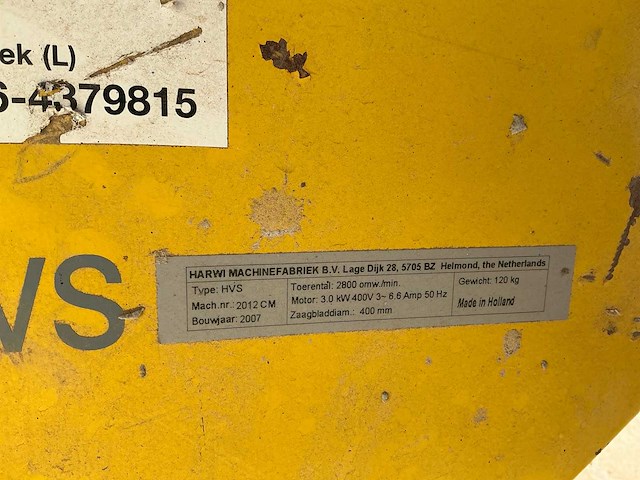 ek (L)
6-4379815
VS
HARWI MACHINEFABRIEK B.V. Lage Dijk 28, 5705 BZ Helmond, the Netherlands
Type: HVS Toerental: 2800 omw./min. Gewicht: 120 kg
Mach.nr.: 2012 CM Motor: 3.0 kW 400V 3~ 6.6 Amp 50 Hz Made in Holland
Bouwjaar: 2007 Zaagbladdiam.: 400 mm